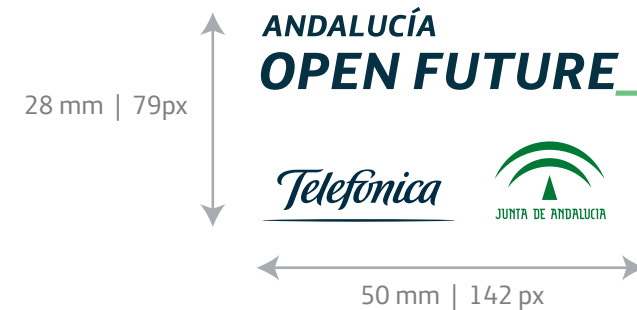 ANDALUCÍA
OPEN FUTURE_
28 mm | 79px
Telefónica
JUNTA DE ANDALUCIA
50 mm | 142 px